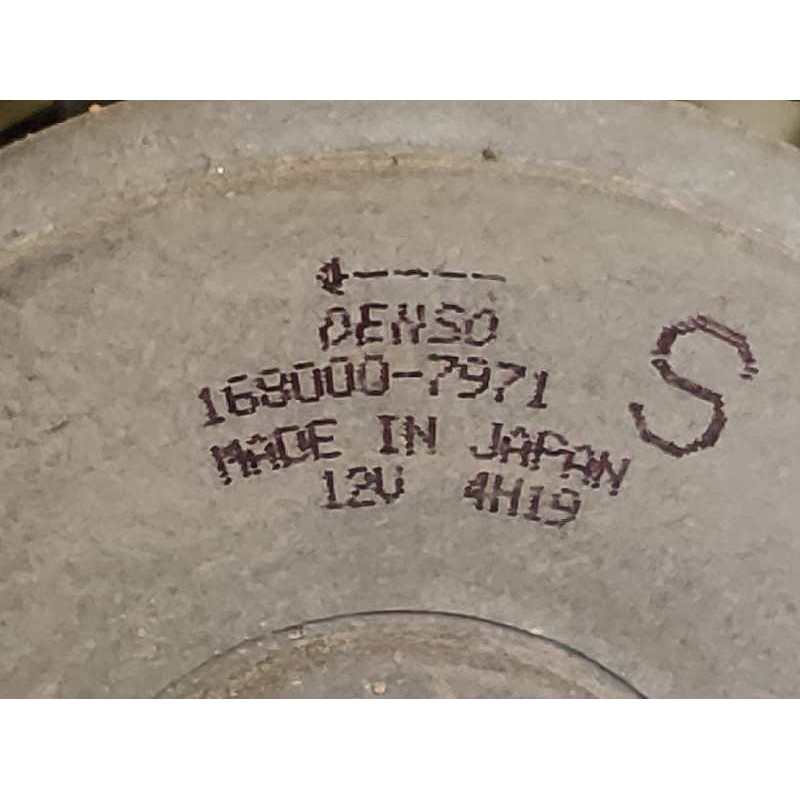 DENSO
168000-7971
MADE IN JAPAN
12V 4H19
S